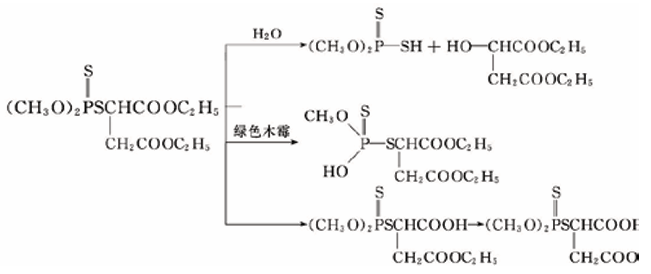 S
H₂O
(CH₃O)₂P—SH + HO—CHCOOC₂H₅
CH₂COOC₂H₅
S
(CH₃O)₂PSCHCOOC₂H₅
CH₂COOC₂H₅
绿色木霉
CH₃O S
P—SCHCOOC₂H₅
HO
CH₂COOC₂H₅
S
(CH₃O)₂PSCHCOOH
CH₂COOC₂H₅
S
(CH₃O)₂PSCHCOO
CH₂COO